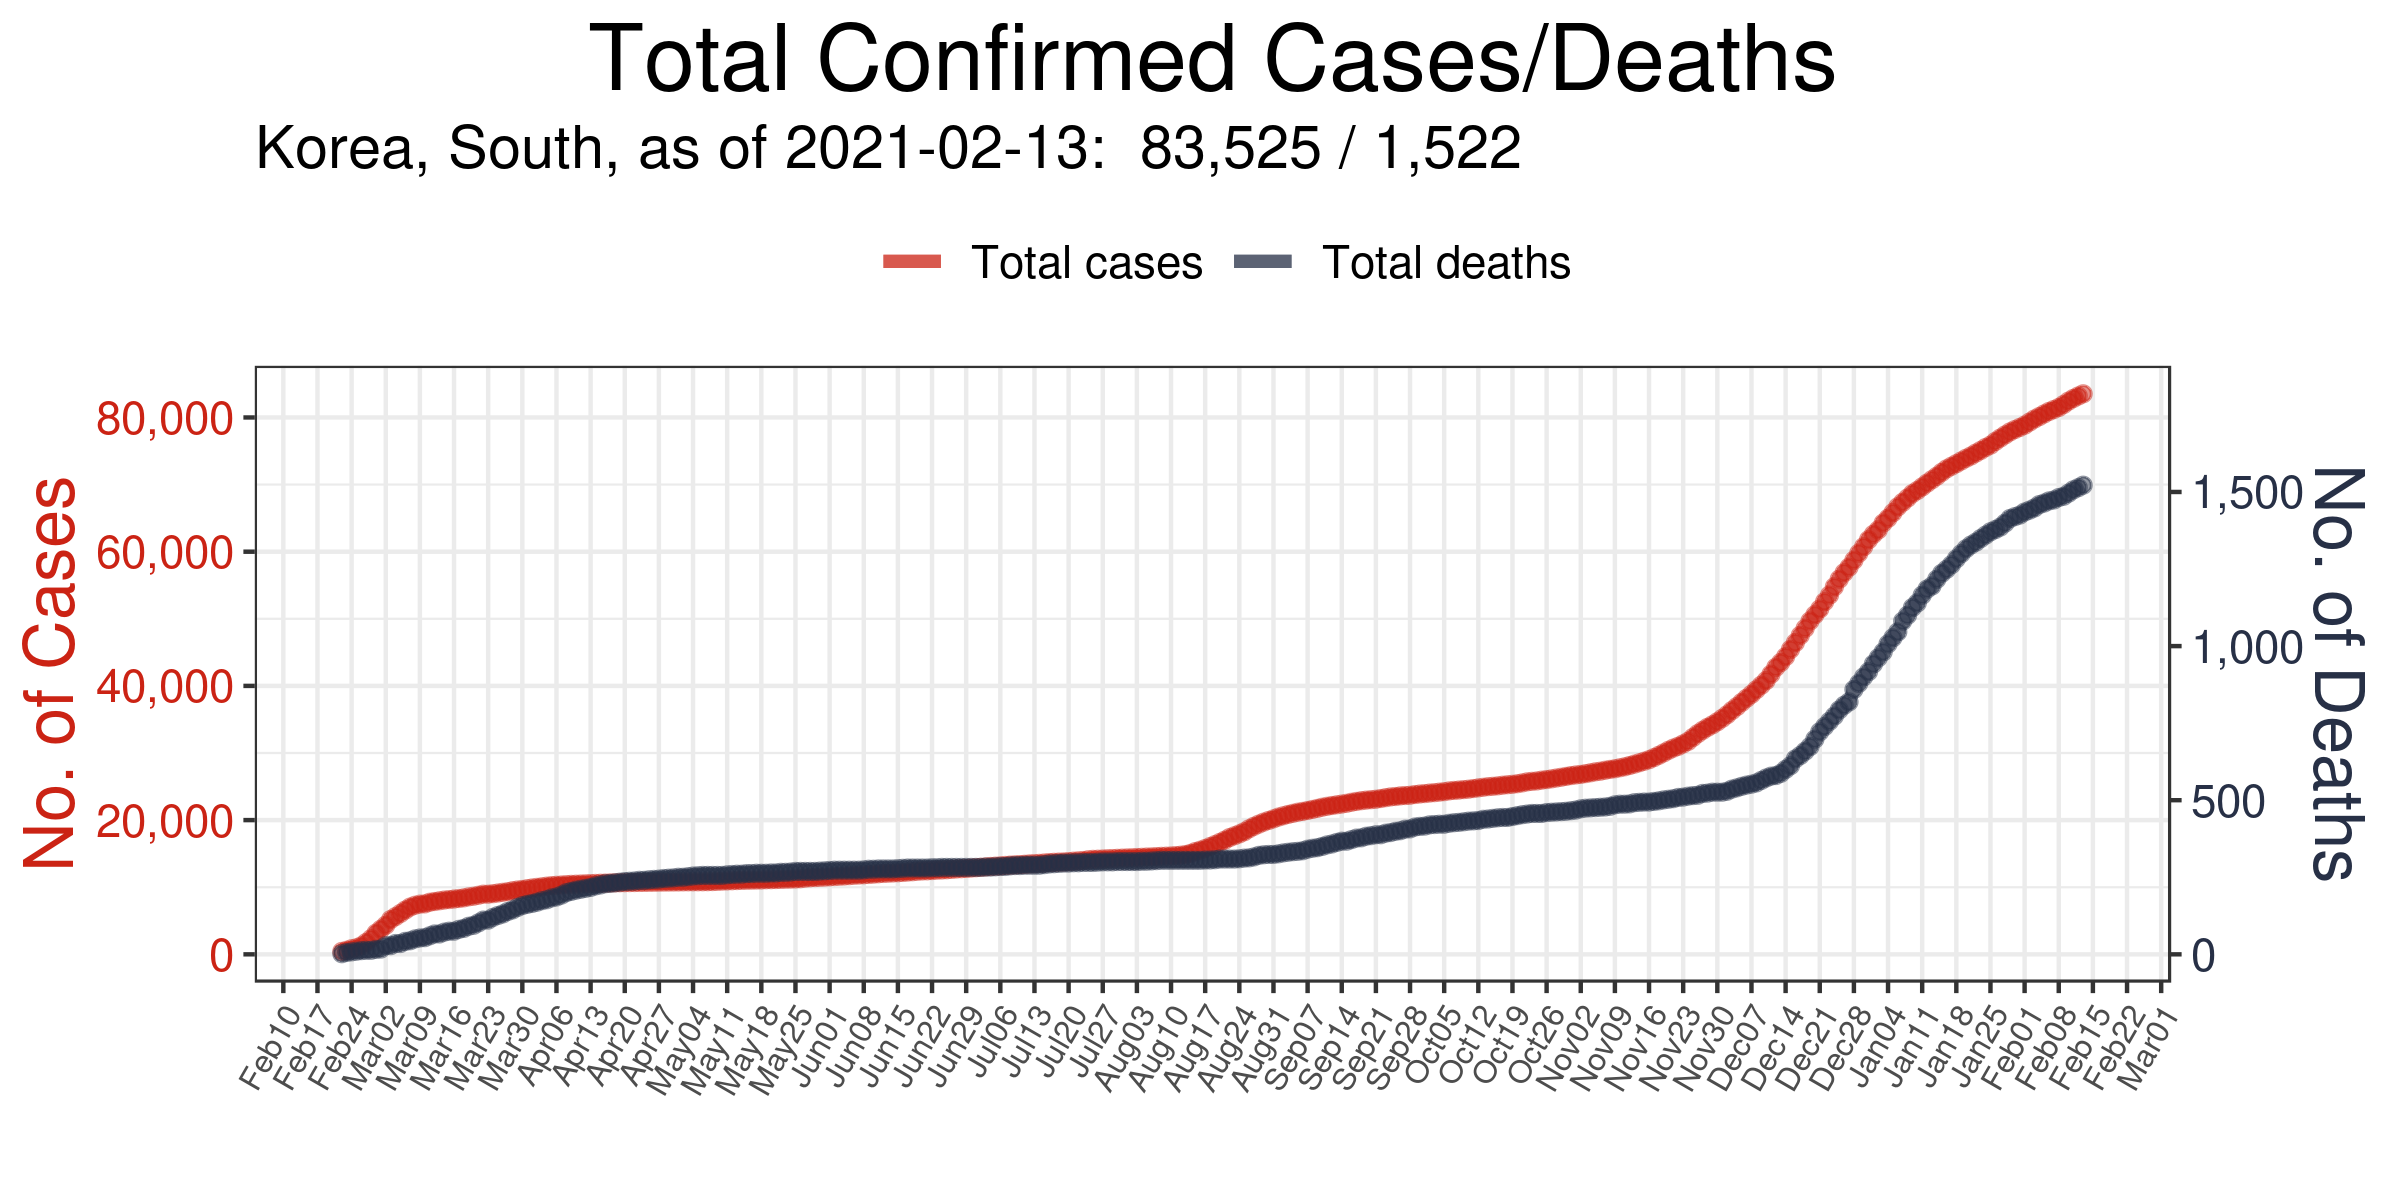 Total Confirmed Cases/Deaths
Korea, South, as of 2021-02-13:  83,525 / 1,522
Total cases
Total deaths
No. of Cases
80,000
60,000
40,000
20,000
0
1,500
1,000
500
0
No. of Deaths
Feb10
Feb17
Feb24
Mar02
Mar09
Mar16
Mar23
Mar30
Apr06
Apr13
Apr20
Apr27
May04
May11
May18
May25
Jun01
Jun08
Jun15
Jun22
Jun29
Jul06
Jul13
Jul20
Jul27
Aug03
Aug10
Aug17
Aug24
Aug31
Sep07
Sep14
Sep21
Sep28
Oct05
Oct12
Oct19
Oct26
Nov02
Nov09
Nov16
Nov23
Nov30
Dec07
Dec14
Dec21
Dec28
Dec04
Jan11
Jan18
Jan18
Jan25
Feb01
Feb08
Feb15
Feb22
Mar01